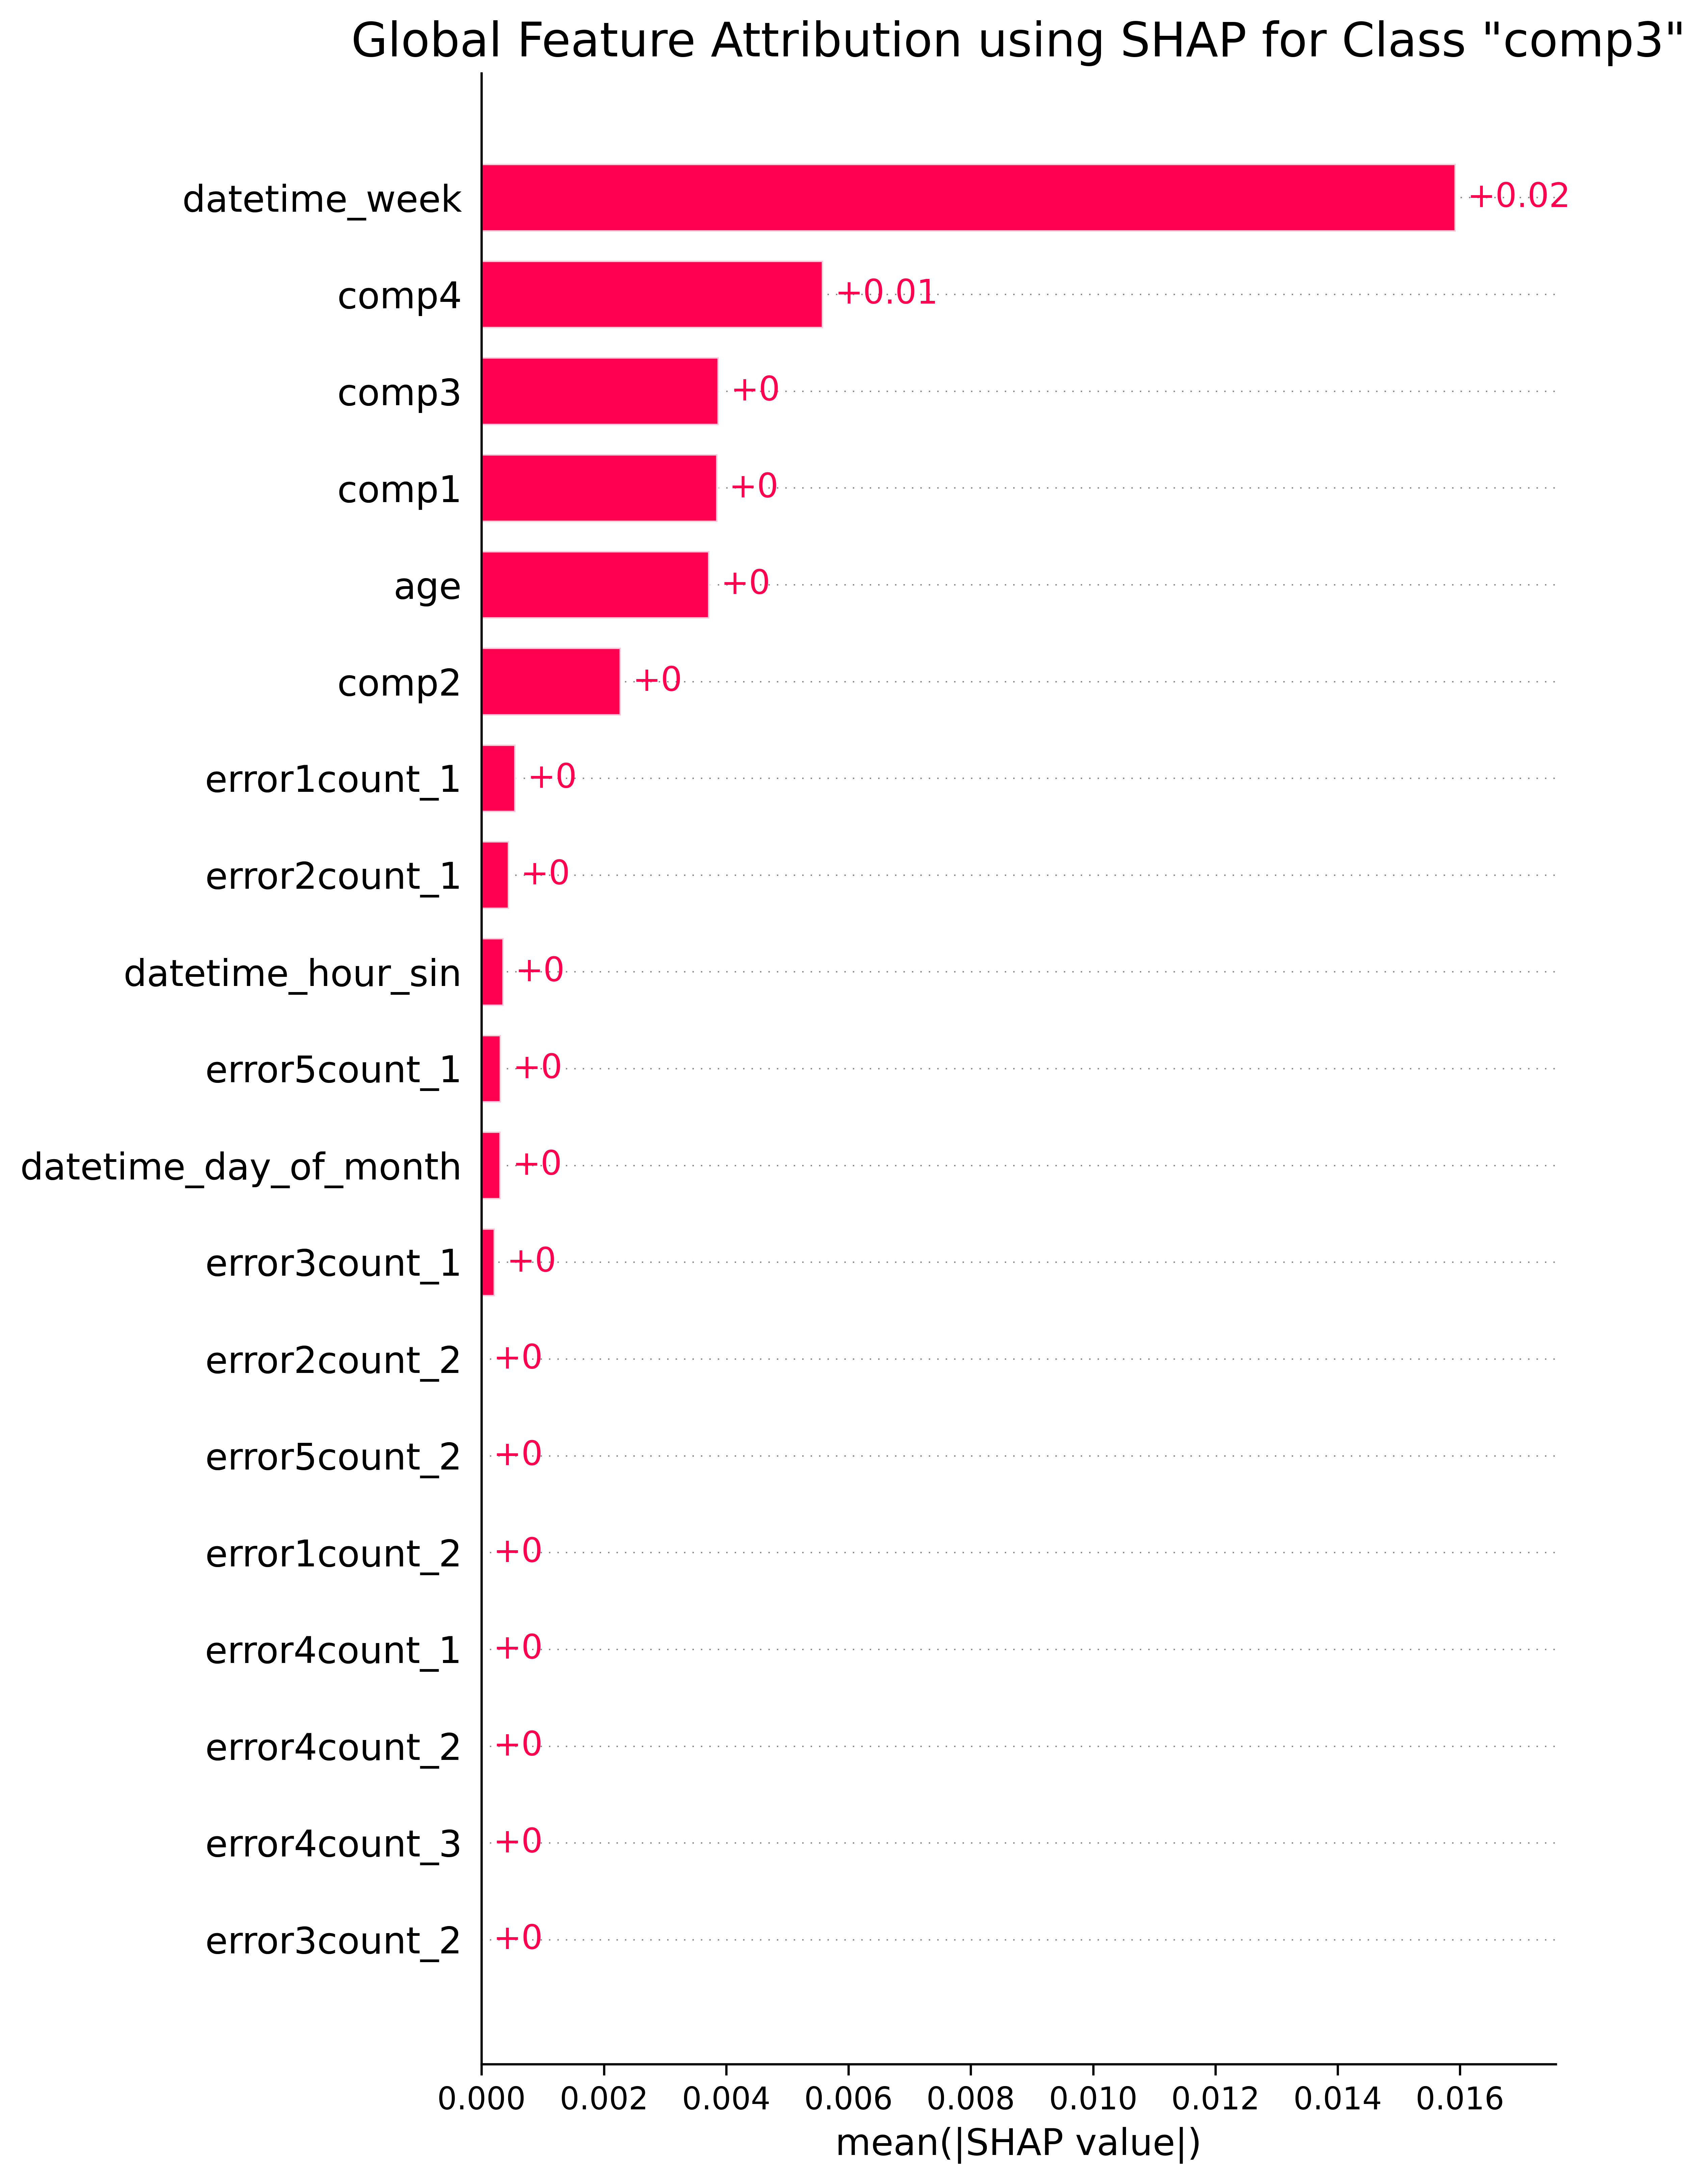 Global Feature Attribution using SHAP for Class "comp3"
datetime_week +0.02
comp4 +0.01
comp3 +0
comp1 +0
age +0
comp2 +0
error1count_1 +0
error2count_1 +0
datetime_hour_sin +0
error5count_1 +0
datetime_day_of_month +0
error3count_1 +0
error2count_2 +0
error5count_2 +0
error1count_2 +0
error4count_1 +0
error4count_2 +0
error4count_3 +0
error3count_2 +0
0.000 0.002 0.004 0.006 0.008 0.010 0.012 0.014 0.016
mean(|SHAP value|)